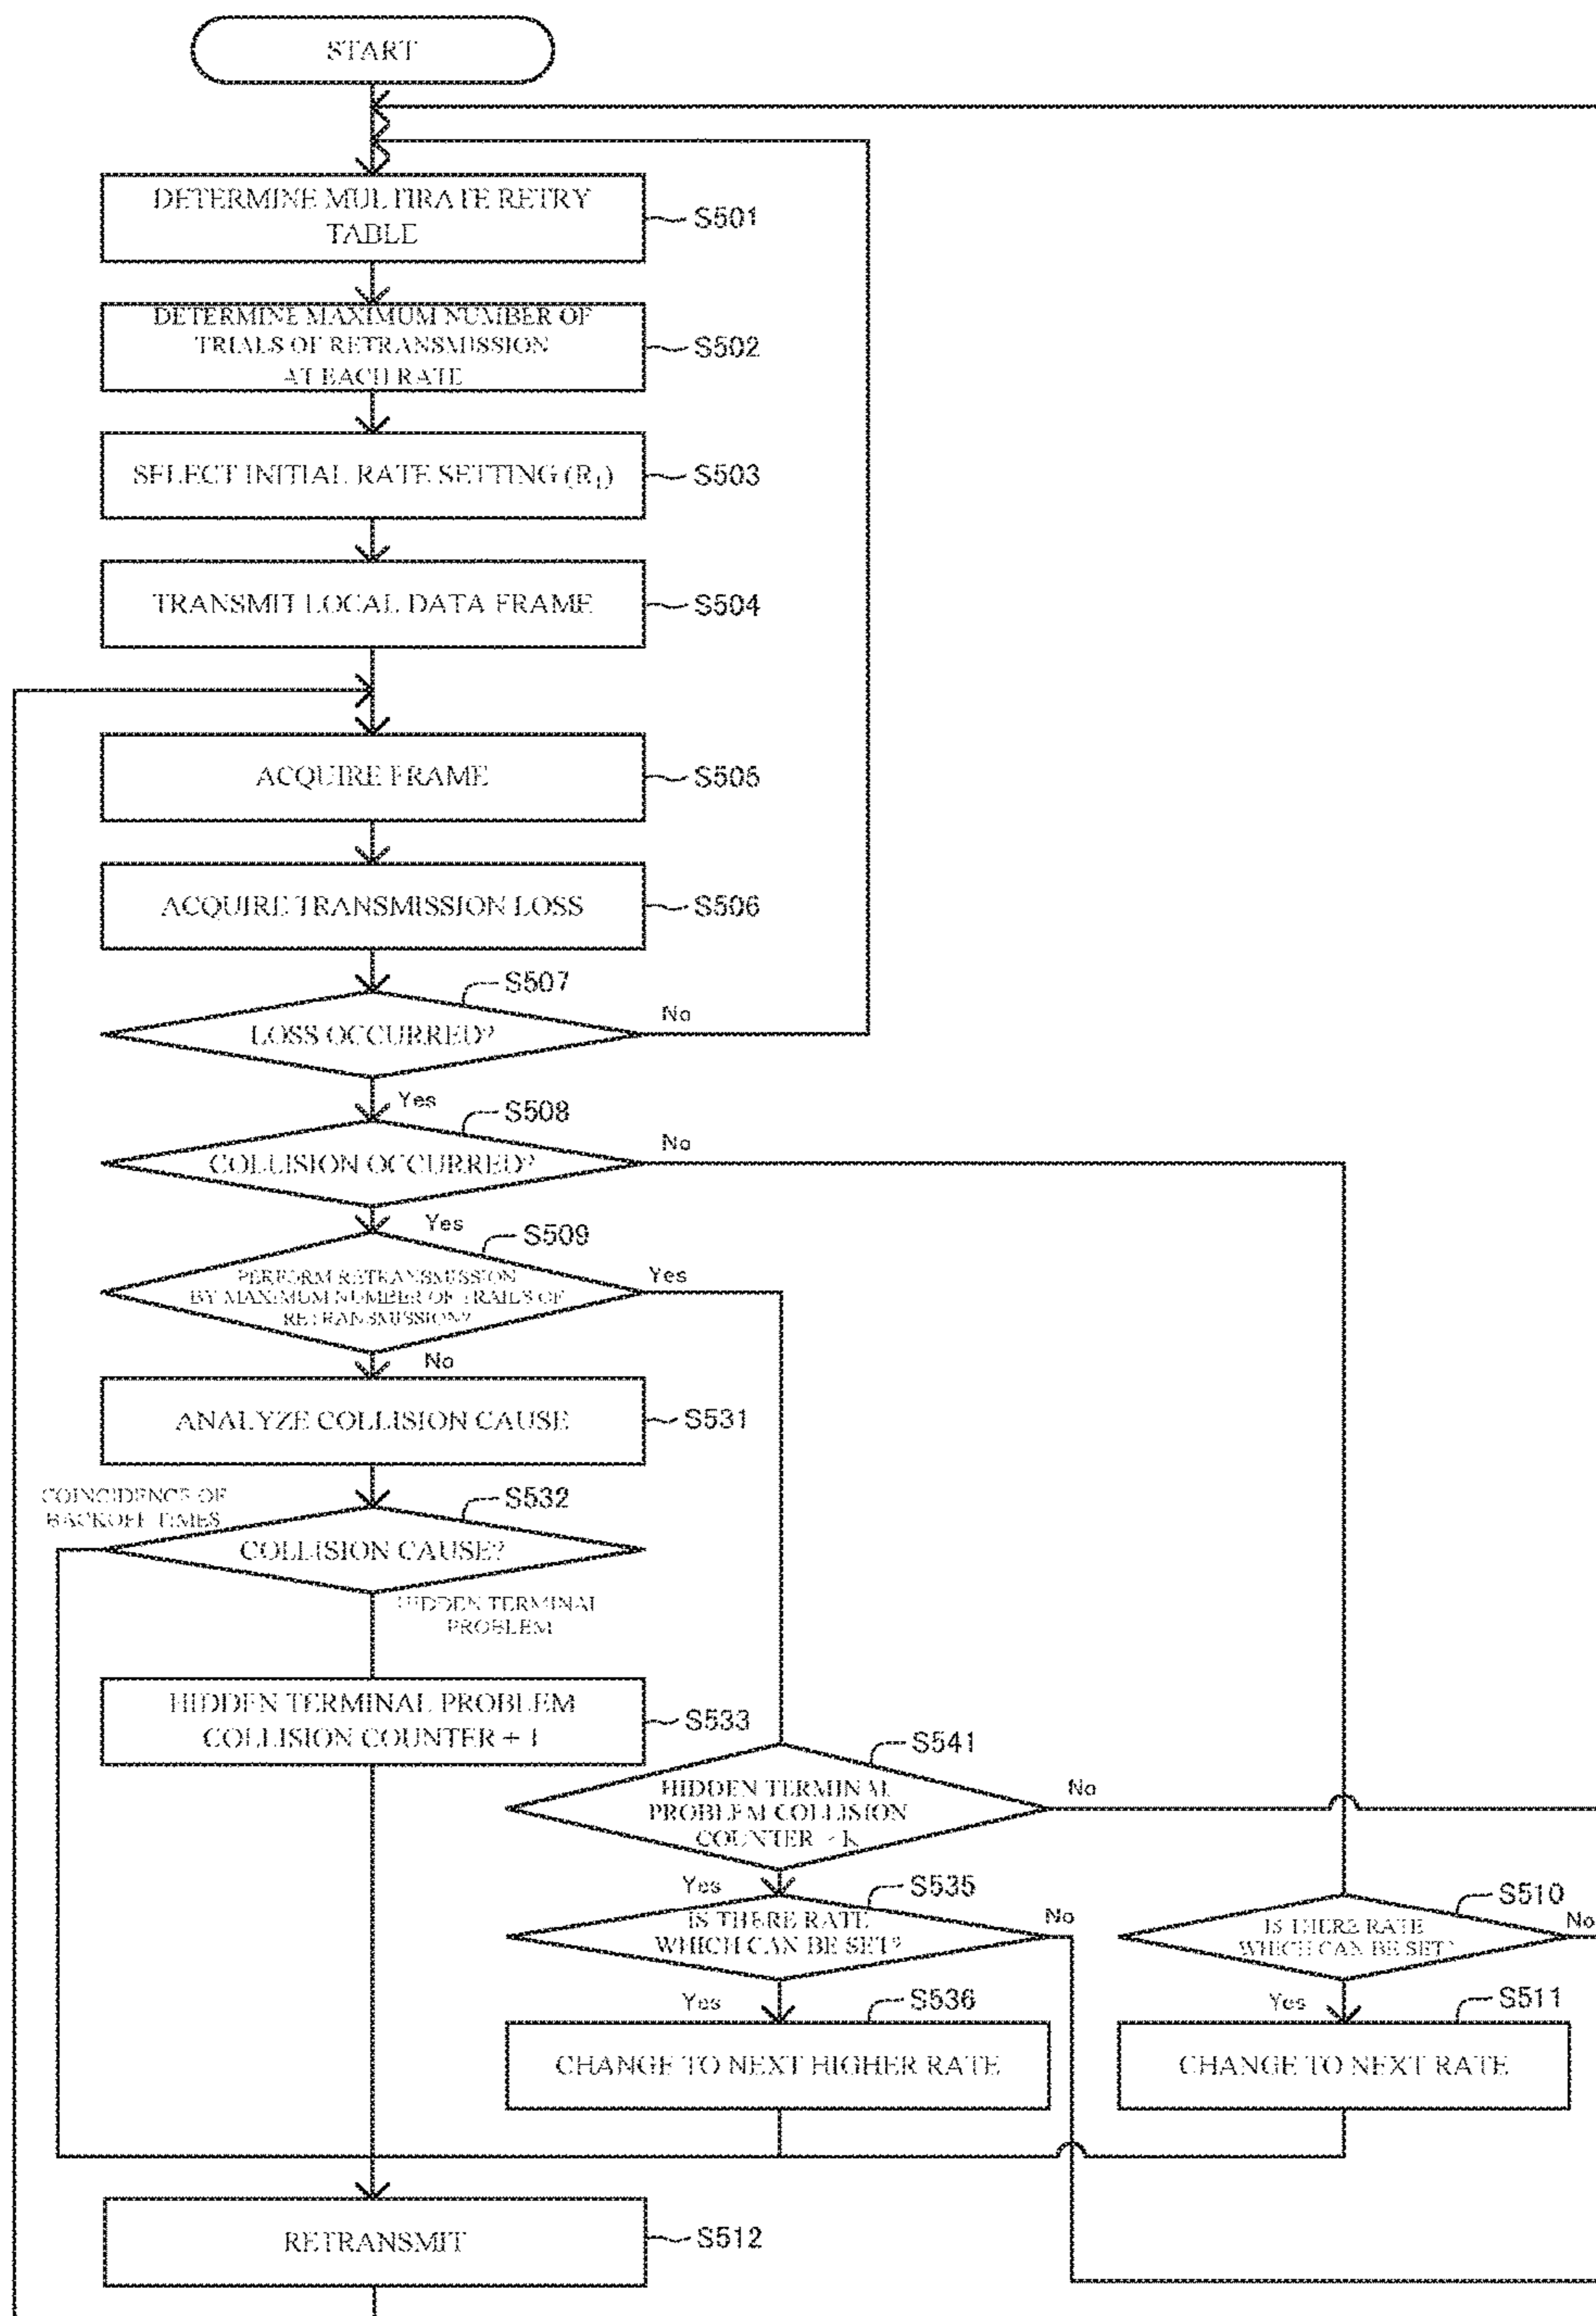 START
DETERMINE MULTIRATE RETRY
TABLE
S501
DETERMINE MAXIMUM NUMBER OF
TRIALS OF RETRANSMISSION
AT EACH RATE
S502
SELECT INITIAL RATE SETTING (R₁)
S503
TRANSMIT LOCAL DATA FRAME
S504
ACQUIRE FRAME
S505
ACQUIRE TRANSMISSION LOSS
S506
S507
LOSS OCCURRED?
No
Yes
S508
COLLISION OCCURRED?
No
Yes
S509
PERFORM RETRANSMISSION
BY MAXIMUM NUMBER OF TRAILS OF
RETRANSMISSION?
Yes
No
ANALYZE COLLISION CAUSE
S531
COINCIDENCE OF
BACKOFF TIMES
S532
COLLISION CAUSE?
HIDDEN TERMINAL
PROBLEM
HIDDEN TERMINAL PROBLEM
COLLISION COUNTER + 1
S533
S541
HIDDEN TERMINAL
PROBLEM COLLISION
COUNTER K
No
Yes
S535
IS THERE RATE
WHICH CAN BE SET?
No
S510
IS THERE RATE
WHICH CAN BE SET?
No
Yes
S536
CHANGE TO NEXT HIGHER RATE
Yes
S511
CHANGE TO NEXT RATE
RETRANSMIT
S512